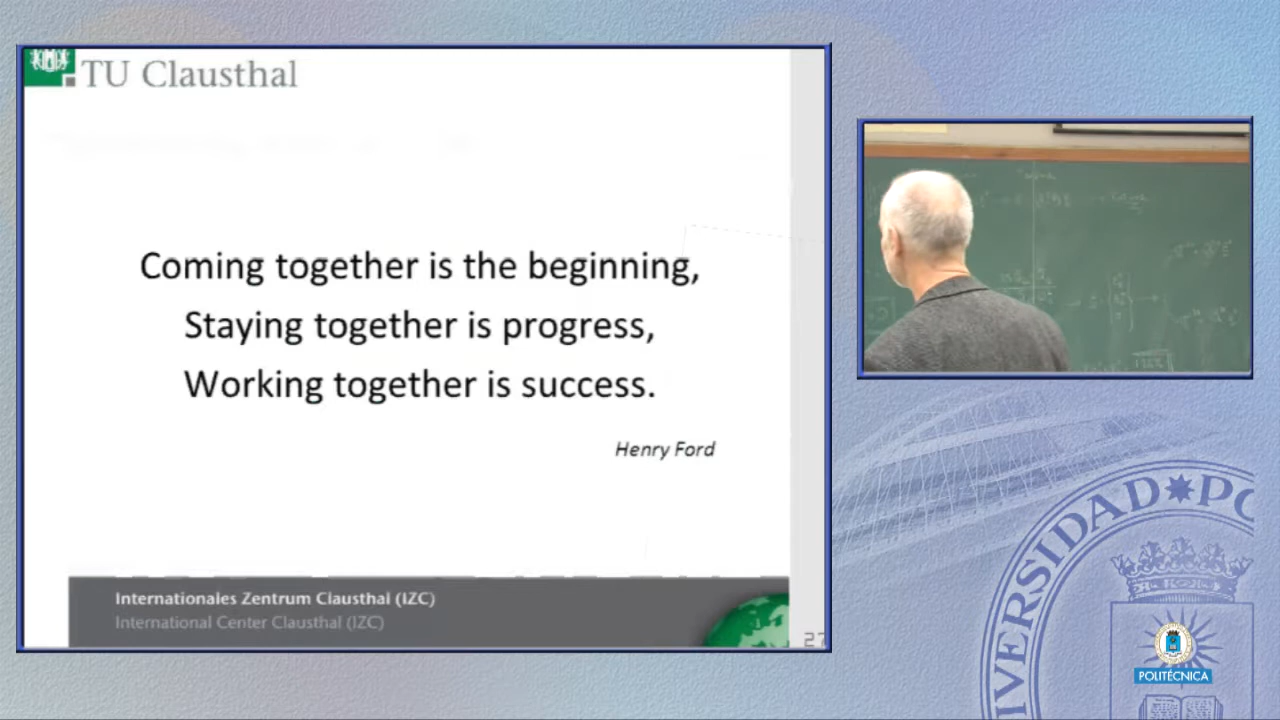 TU Clausthal
Coming together is the beginning,
Staying together is progress,
Working together is success.
Henry Ford
Internationales Zentrum Clausthal (IZC)
International Center Clausthal (IZC)
27
POLITÉCNICA